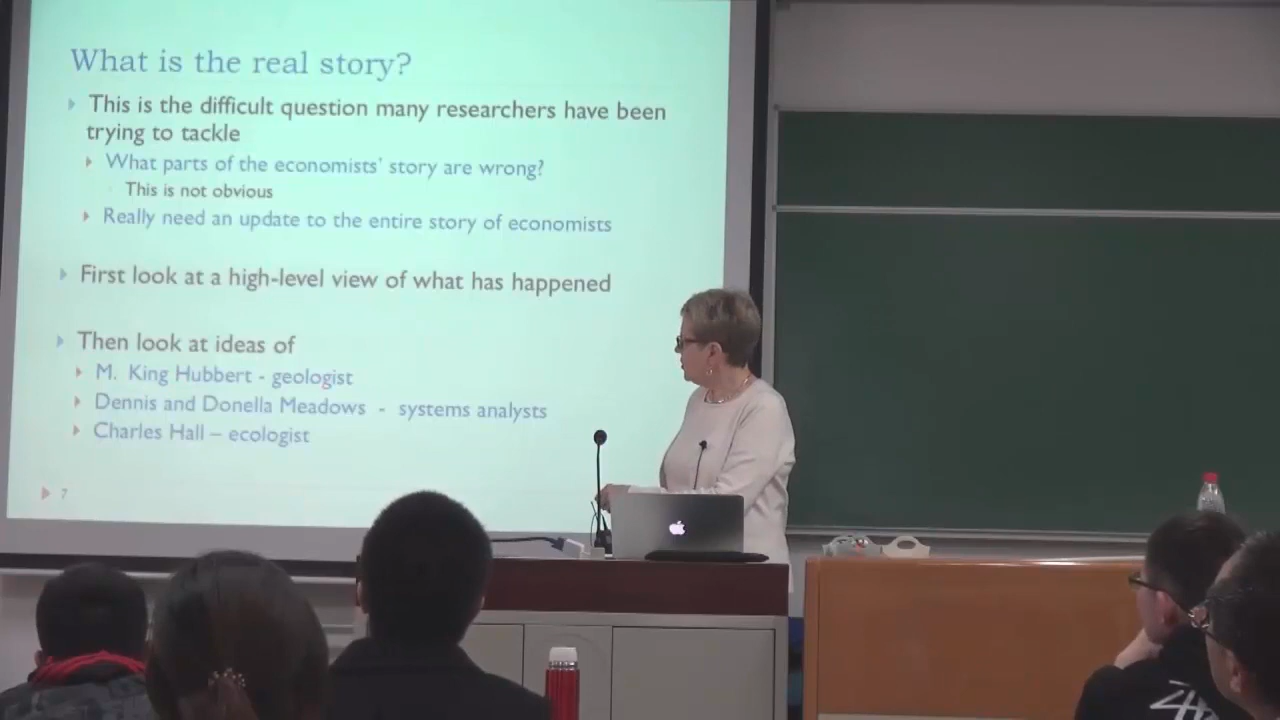 What is the real story?
This is the difficult question many researchers have been
trying to tackle
What parts of the economists' story are wrong?
This is not obvious
Really need an update to the entire story of economists
First look at a high-level view of what has happened
Then look at ideas of
M. King Hubbert - geologist
Dennis and Donella Meadows - systems analysts
Charles Hall – ecologist
7